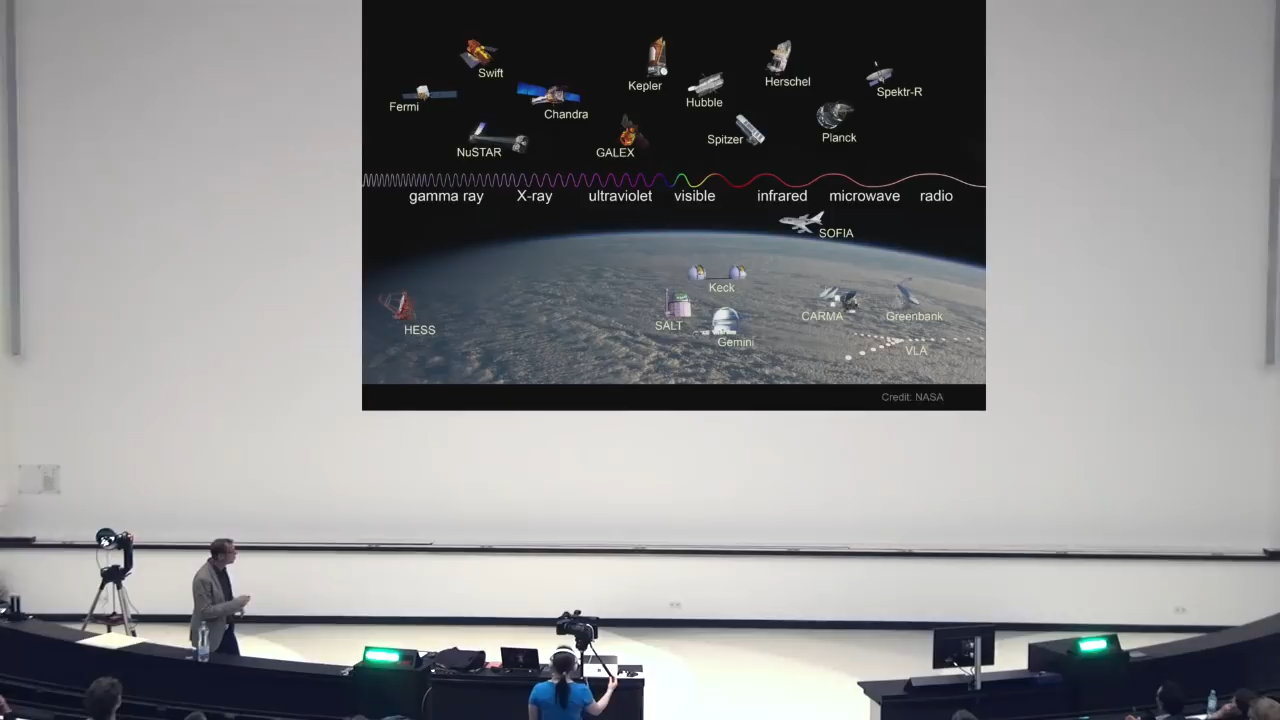 Swift
Kepler
Herschel
Fermi
Chandra
Hubble
Spektr-R
NuSTAR
GALEX
Spitzer
Planck
gamma ray X-ray ultraviolet visible infrared microwave radio
SOFIA
Keck
HESS
SALT
Gemini
CARMA
Greenbank
VLA
Credit: NASA